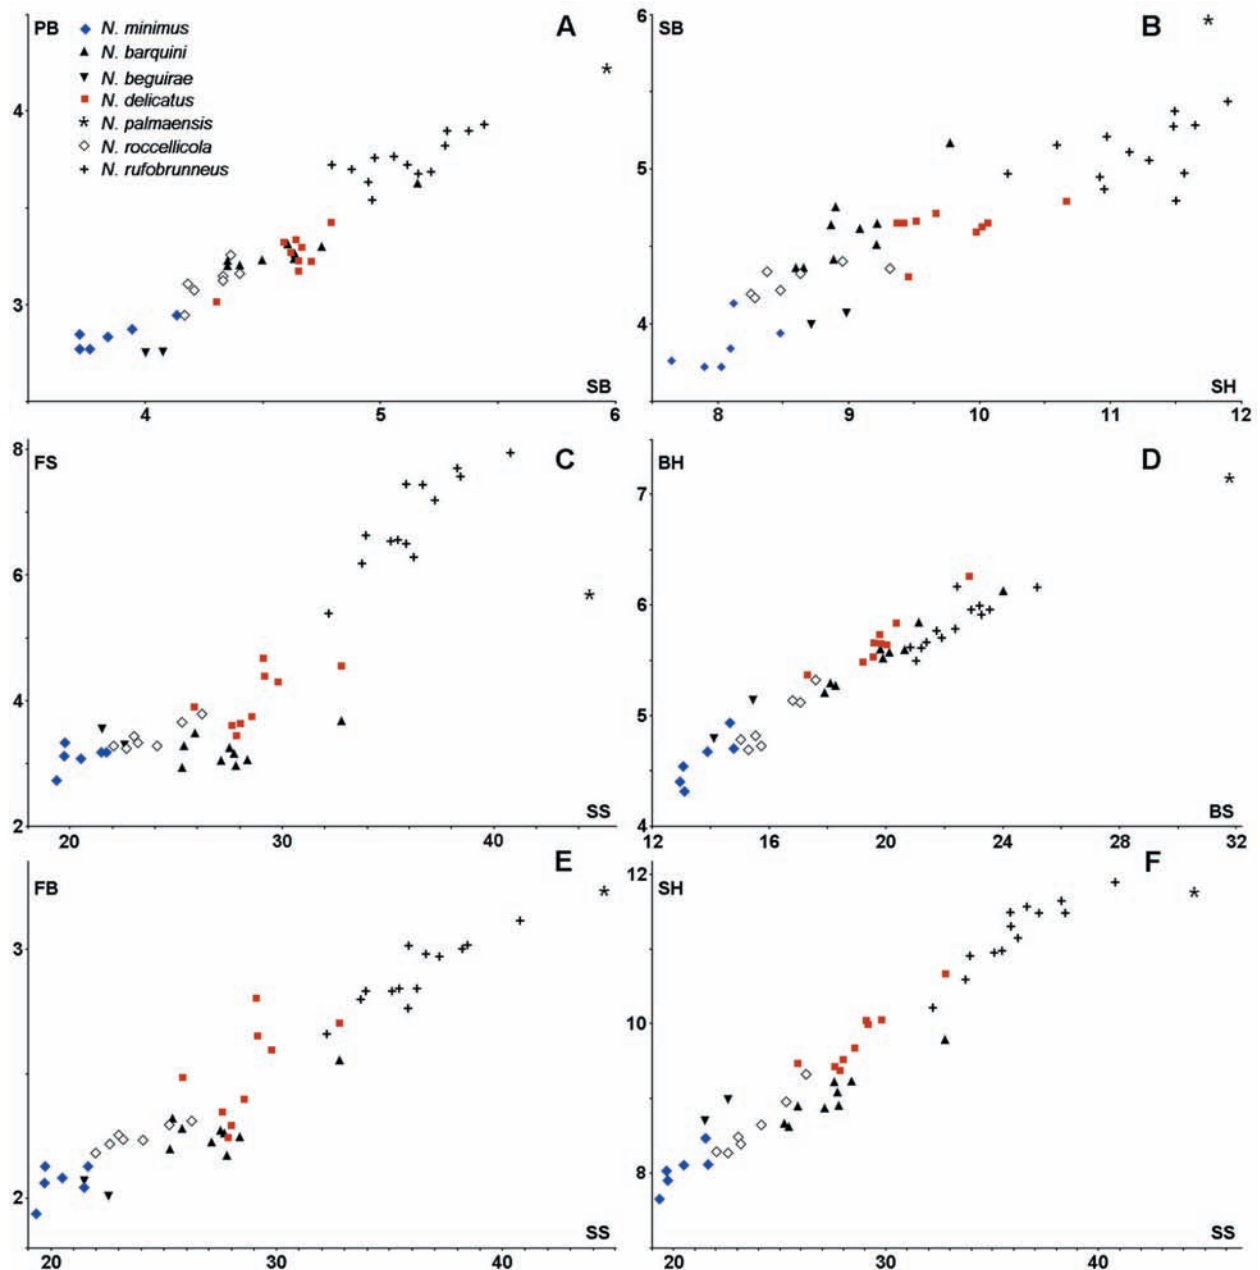 PB
A
N. minimus
N. barquini
N. beguirae
N. delicatus
N. palmaensis
N. roccellicola
N. rufobrunneus
4
3
SB
4 5 6
SB
B
6
5
4
SH
8 9 10 11 12
FS
C
8
6
4
2
SS
20 30 40
BH
D
7
6
5
4
BS
12 16 20 24 28 32
FB
E
3
2
SS
20 30 40
SH
F
12
10
8
SS
20 30 40